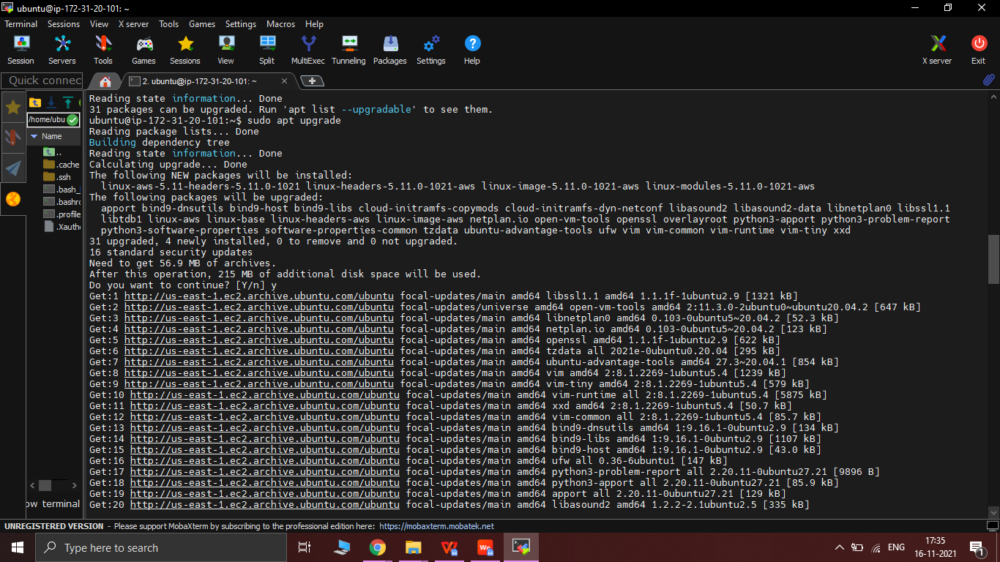 ubuntu@ip-172-31-20-101: ~
Terminal Sessions View X server Tools Games Settings Macros Help
Session Servers Tools Games Sessions View Split MultiExec Tunneling Packages Settings Help X server Exit
Quick connec
2. ubuntu@ip-172-31-20-101: ~
/home/ubu
Name
..
.cache
.ssh
.bash_
.bashrc
.profile
.Xauthc
ow terminal
Reading state information... Done
31 packages can be upgraded. Run 'apt list --upgradable' to see them.
ubuntu@ip-172-31-20-101:~$ sudo apt upgrade
Reading package lists... Done
Building dependency tree
Reading state information... Done
Calculating upgrade... Done
The following NEW packages will be installed:
linux-aws-5.11-headers-5.11.0-1021 linux-headers-5.11.0-1021-aws linux-image-5.11.0-1021-aws linux-modules-5.11.0-1021-aws
The following packages will be upgraded:
apport bind9-dnsutils bind9-host bind9-libs cloud-initramfs-copymods cloud-initramfs-dyn-netconf libasound2 libasound2-data libnetplan0 libssl1.1
libtdb1 linux-aws linux-base linux-headers-aws linux-image-aws netplan.io open-vm-tools openssl overlayroot python3-apport python3-problem-report
python3-software-properties software-properties-common tzdata ubuntu-advantage-tools ufw vim vim-common vim-runtime vim-tiny xxd
31 upgraded, 4 newly installed, 0 to remove and 0 not upgraded.
16 standard security updates
Need to get 56.9 MB of archives.
After this operation, 215 MB of additional disk space will be used.
Do you want to continue? [Y/n] y
Get:1 http://us-east-1.ec2.archive.ubuntu.com/ubuntu focal-updates/main amd64 libssl1.1 amd64 1.1.1f-1ubuntu2.9 [1321 kB]
Get:2 http://us-east-1.ec2.archive.ubuntu.com/ubuntu focal-updates/universe amd64 open-vm-tools amd64 2:11.3.0-2ubuntu0~ubuntu20.04.2 [647 kB]
Get:3 http://us-east-1.ec2.archive.ubuntu.com/ubuntu focal-updates/main amd64 libnetplan0 amd64 0.103-0ubuntu5~20.04.2 [52.3 kB]
Get:4 http://us-east-1.ec2.archive.ubuntu.com/ubuntu focal-updates/main amd64 netplan.io amd64 0.103-0ubuntu5~20.04.2 [123 kB]
Get:5 http://us-east-1.ec2.archive.ubuntu.com/ubuntu focal-updates/main amd64 openssl amd64 1.1.1f-1ubuntu2.9 [622 kB]
Get:6 http://us-east-1.ec2.archive.ubuntu.com/ubuntu focal-updates/main amd64 tzdata all 2021e-0ubuntu0.20.04 [295 kB]
Get:7 http://us-east-1.ec2.archive.ubuntu.com/ubuntu focal-updates/main amd64 ubuntu-advantage-tools amd64 27.3~20.04.1 [854 kB]
Get:8 http://us-east-1.ec2.archive.ubuntu.com/ubuntu focal-updates/main amd64 vim amd64 2:8.1.2269-1ubuntu5.4 [1239 kB]
Get:9 http://us-east-1.ec2.archive.ubuntu.com/ubuntu focal-updates/main amd64 vim-tiny amd64 2:8.1.2269-1ubuntu5.4 [579 kB]
Get:10 http://us-east-1.ec2.archive.ubuntu.com/ubuntu focal-updates/main amd64 vim-runtime all 2:8.1.2269-1ubuntu5.4 [5875 kB]
Get:11 http://us-east-1.ec2.archive.ubuntu.com/ubuntu focal-updates/main amd64 xxd amd64 2:8.1.2269-1ubuntu5.4 [50.7 kB]
Get:12 http://us-east-1.ec2.archive.ubuntu.com/ubuntu focal-updates/main amd64 vim-common all 2:8.1.2269-1ubuntu5.4 [85.7 kB]
Get:13 http://us-east-1.ec2.archive.ubuntu.com/ubuntu focal-updates/main amd64 bind9-dnsutils amd64 1:9.16.1-0ubuntu2.9 [134 kB]
Get:14 http://us-east-1.ec2.archive.ubuntu.com/ubuntu focal-updates/main amd64 bind9-libs amd64 1:9.16.1-0ubuntu2.9 [1107 kB]
Get:15 http://us-east-1.ec2.archive.ubuntu.com/ubuntu focal-updates/main amd64 bind9-host amd64 1:9.16.1-0ubuntu2.9 [43.0 kB]
Get:16 http://us-east-1.ec2.archive.ubuntu.com/ubuntu focal-updates/main amd64 ufw all 0.36-6ubuntu1 [147 kB]
Get:17 http://us-east-1.ec2.archive.ubuntu.com/ubuntu focal-updates/main amd64 python3-problem-report all 2.20.11-0ubuntu27.21 [9896 B]
Get:18 http://us-east-1.ec2.archive.ubuntu.com/ubuntu focal-updates/main amd64 python3-apport all 2.20.11-0ubuntu27.21 [85.9 kB]
Get:19 http://us-east-1.ec2.archive.ubuntu.com/ubuntu focal-updates/main amd64 apport all 2.20.11-0ubuntu27.21 [129 kB]
Get:20 http://us-east-1.ec2.archive.ubuntu.com/ubuntu focal-updates/main amd64 libasound2 amd64 1.2.2-2.1ubuntu2.5 [335 kB]
UNREGISTERED VERSION - Please support MobaXterm by subscribing to the professional edition here: https://mobaxterm.mobatek.net
Type here to search
ENG
17:35
16-11-2021
1